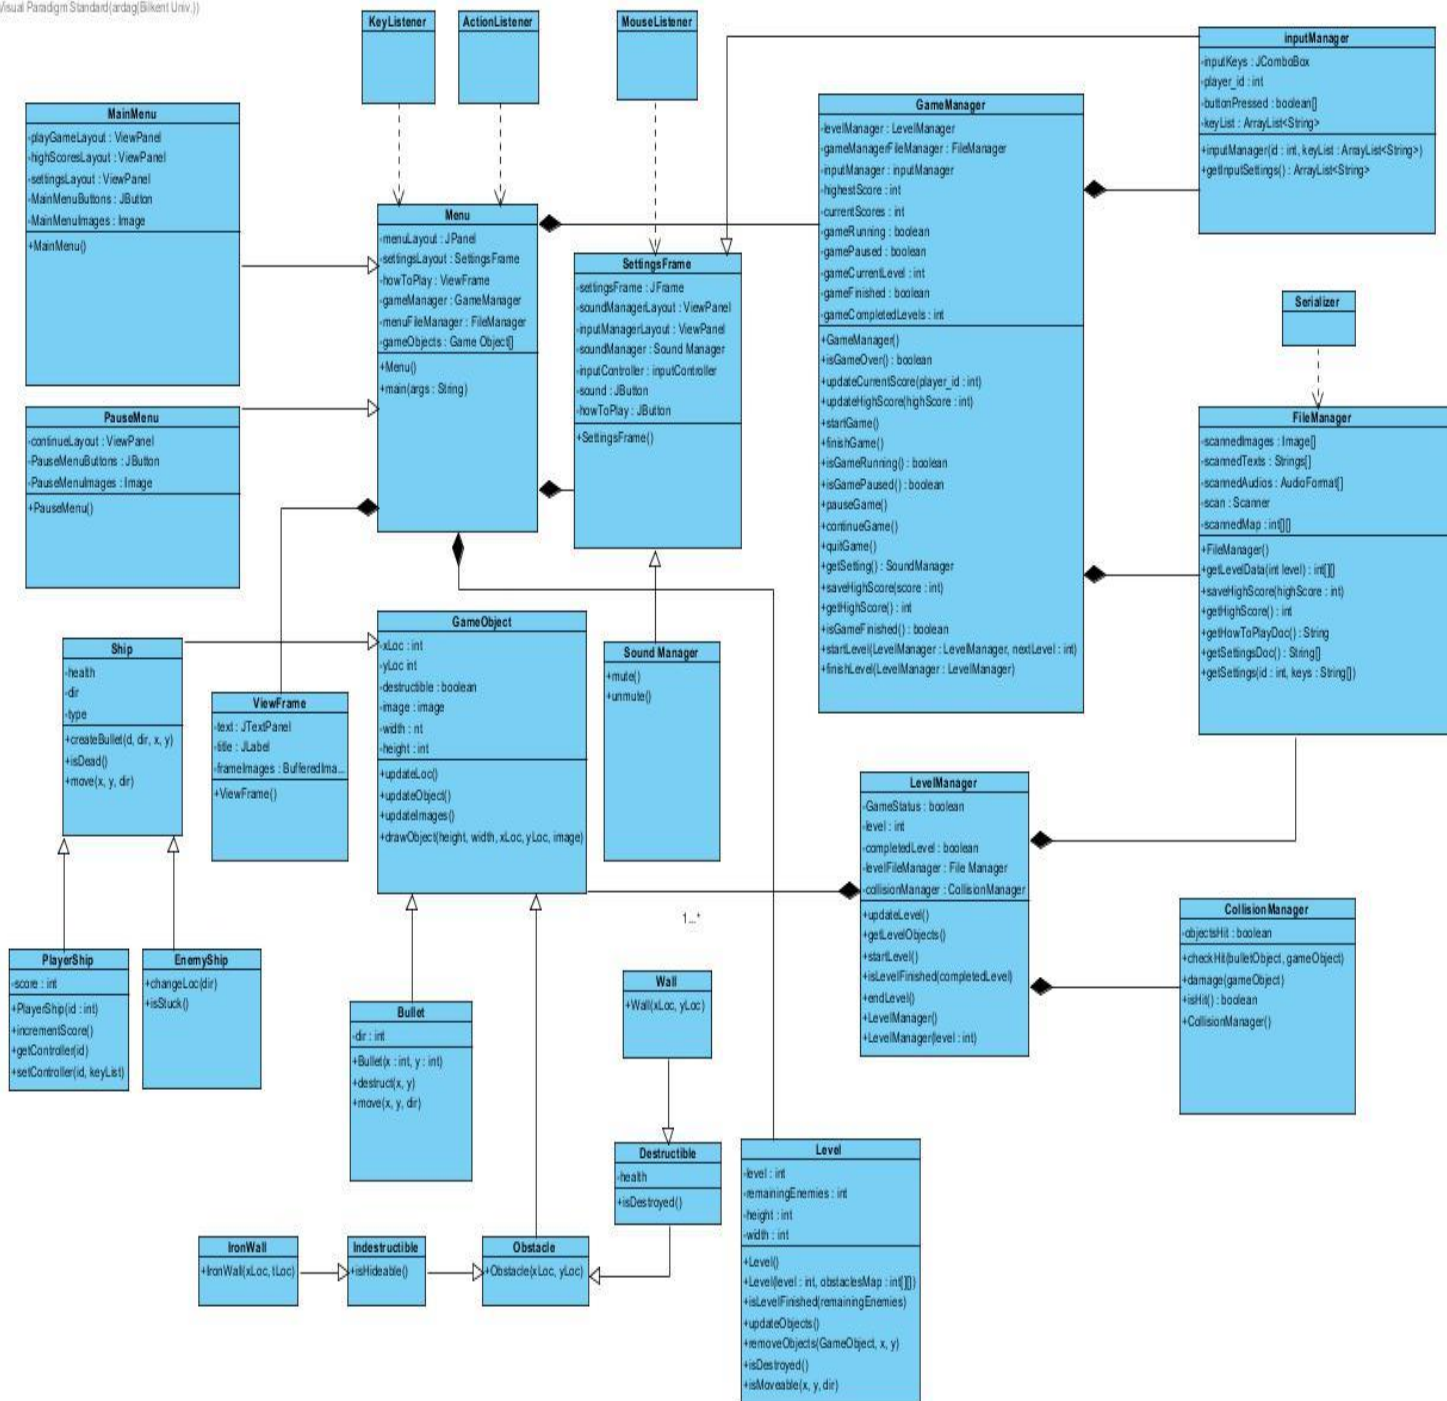 Visual Paradigm Standard(ardag(Bilkent Univ.))
KeyListener
ActionListener
MouseListener
inputManager
-inputKeys : JComboBox
-player_id : int
-buttonPressed : boolean[]
-keyList : ArrayList<String>
+inputManager(id : int, keyList : ArrayList<String>)
+getInputSettings() : ArrayList<String>
MainMenu
-playGameLayout : ViewPanel
-highScoresLayout : ViewPanel
-settingsLayout : ViewPanel
-MainMenuButtons : JButton
-MainMenuImages : Image
+MainMenu()
GameManager
-levelManager : LevelManager
-gameManagerFileManager : FileManager
-inputManager : inputManager
-highestScore : int
-currentScores : int
-gameRunning : boolean
-gamePaused : boolean
-gameCurrentLevel : int
-gameFinished : boolean
-gameCompletedLevels : int
+GameManager()
+isGameOver() : boolean
+updateCurrentScore(player_id : int)
+updateHighScore(highScore : int)
+startGame()
+finishGame()
+isGameRunning() : boolean
+isGamePaused() : boolean
+pauseGame()
+continueGame()
+quitGame()
+getSetting() : SoundManager
+saveHighScore(score : int)
+getHighScore() : int
+isGameFinished() : boolean
+startLevel(LevelManager : LevelManager, nextLevel : int)
+finishLevel(LevelManager : LevelManager)
Menu
-menuLayout : JPanel
-settingsLayout : SettingsFrame
-howToPlay : ViewFrame
-gameManager : GameManager
-menuFileManager : FileManager
-gameObjects : Game Object[]
+Menu()
+main(args : String)
SettingsFrame
-settingsFrame : JFrame
-soundManagerLayout : ViewPanel
-inputManagerLayout : ViewPanel
-soundManager : Sound Manager
-inputController : inputController
-sound : JButton
-howToPlay : JButton
+SettingsFrame()
Serializer
PauseMenu
-continueLayout : ViewPanel
-PauseMenuButtons : JButton
-PauseMenuImages : Image
+PauseMenu()
FileManager
-scannedImages : Image[]
-scannedTexts : Strings[]
-scannedAudios : AudioFormat[]
-scan : Scanner
-scannedMap : int[][]
+FileManager()
+getLevelData(int level) : int[][]
+saveHighScore(highScore : int)
+getHighScore() : int
+getHowToPlayDoc() : String
+getSettingsDoc() : String[]
+getSettings(id : int, keys : String[])
Ship
-health
-dir
-type
+createBullet(d, dir, x, y)
+isDead()
+move(x, y, dir)
ViewFrame
-text : JTextPanel
-title : JLabel
-frameImages : BufferedIma...
+ViewFrame()
GameObject
-xLoc : int
-yLoc int
-destructible : boolean
-image : image
-width : nt
-height : int
+updateLoc()
+updateObject()
+updateImages()
+drawObject(height, width, xLoc, yLoc, image)
Sound Manager
+mute()
+unmute()
LevelManager
-GameStatus : boolean
-level : int
-completedLevel : boolean
-levelFileManager : File Manager
-collisionManager : CollisionManager
+updateLevel()
+getLevelObjects()
+startLevel()
+isLevelFinished(completedLevel)
+endLevel()
+LevelManager()
+LevelManager(level : int)
1...*
CollisionManager
-objectsHit : boolean
+checkHit(bulletObject, gameObject)
+damage(gameObject)
+isHit() : boolean
+CollisionManager()
PlayerShip
-score : int
+PlayerShip(id : int)
+incrementScore()
+getController(id)
+setController(id, keyList)
EnemyShip
+changeLoc(dir)
+isStuck()
Bullet
-dir : int
+Bullet(x : int, y : int)
+destruct(x, y)
+move(x, y, dir)
Wall
+Wall(xLoc, yLoc)
Destructible
-health
+isDestroyed()
IronWall
+IronWall(xLoc, tLoc)
Indestructible
+isHideable()
Obstacle
+Obstacle(xLoc, yLoc)
Level
-level : int
-remainingEnemies : int
-height : int
-width : int
+Level()
+Level(level : int, obstaclesMap : int[][])
+isLevelFinished(remainingEnemies)
+updateObjects()
+removeObjects(GameObject, x, y)
+isDestroyed()
+isMoveable(x, y, dir)